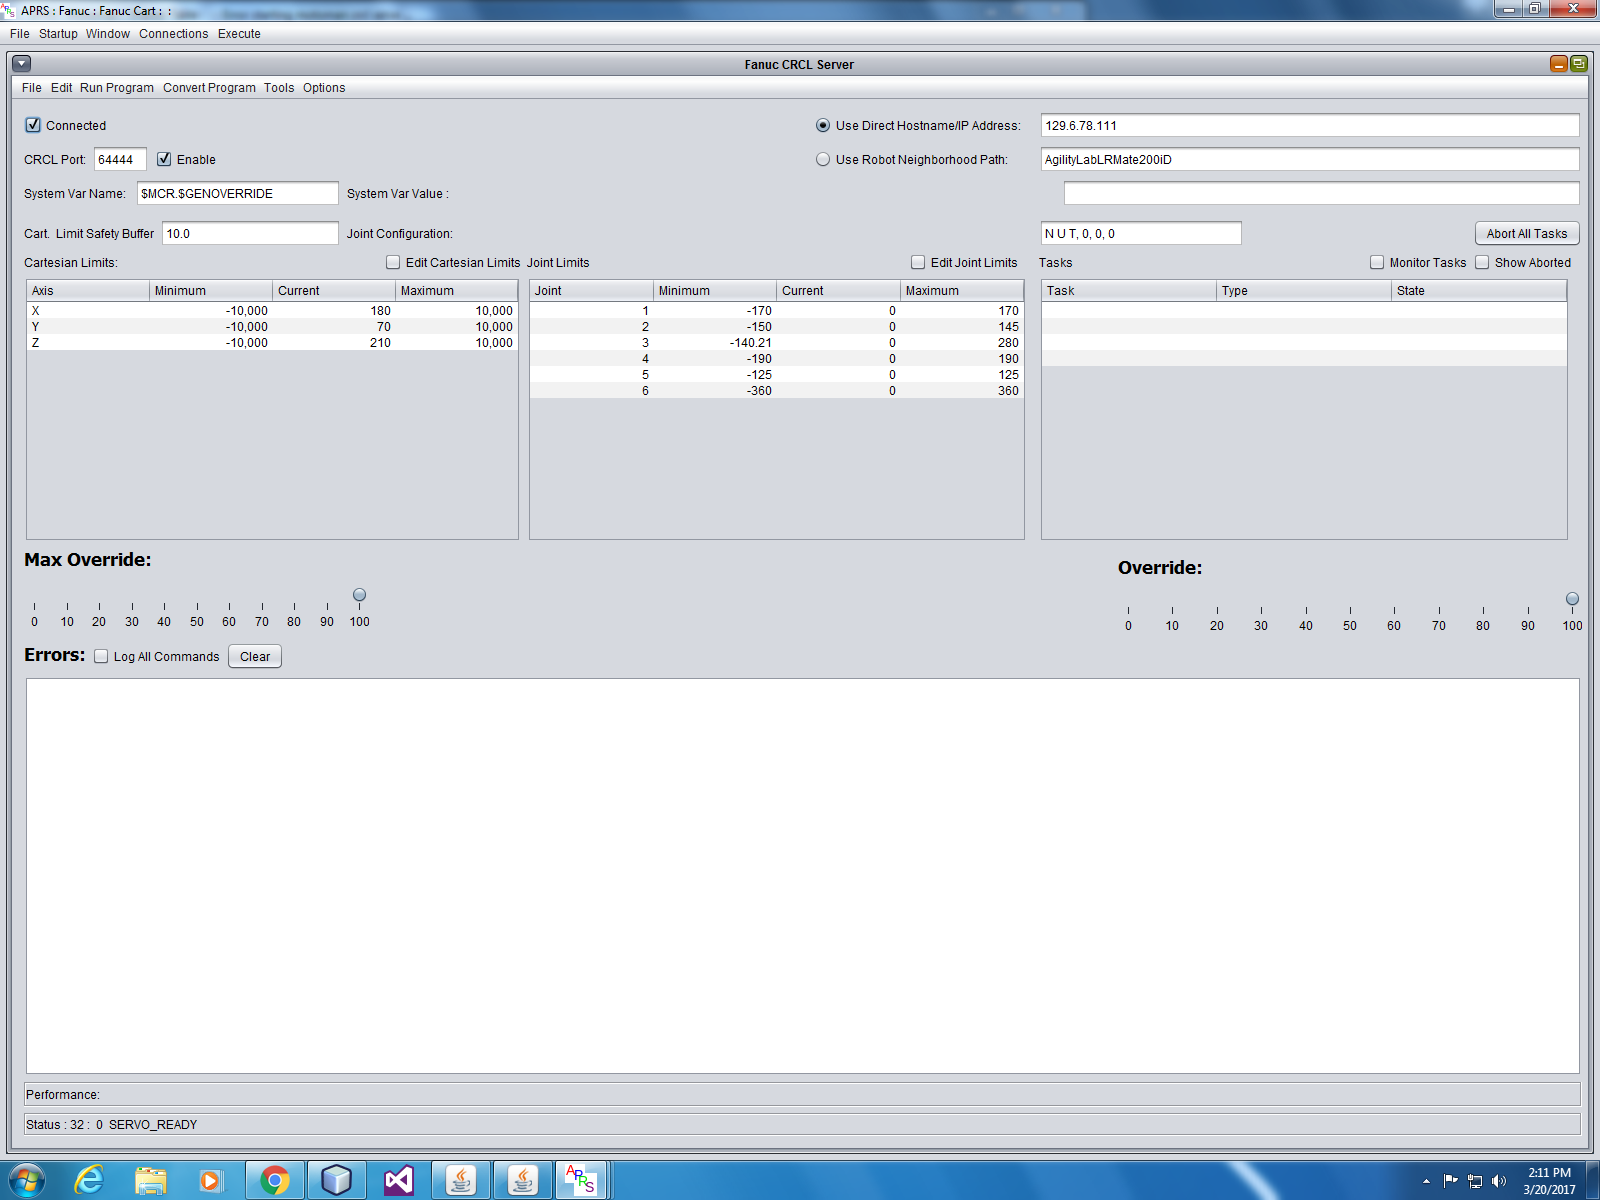 APRS : Fanuc : Fanuc Cart : :
File Startup Window Connections Execute
Fanuc CRCL Server
File Edit Run Program Convert Program Tools Options
Connected
Use Direct Hostname/IP Address: 129.6.78.111
CRCL Port: 64444 Enable
Use Robot Neighborhood Path: AgilityLabLRMate200iD
System Var Name: $MCR.$GENOVERRIDE System Var Value :
Cart. Limit Safety Buffer 10.0 Joint Configuration: N U T, 0, 0, 0 Abort All Tasks
Cartesian Limits: Edit Cartesian Limits Joint Limits Edit Joint Limits Tasks Monitor Tasks Show Aborted
Axis Minimum Current Maximum
X -10,000 180 10,000
Y -10,000 70 10,000
Z -10,000 210 10,000
Joint Minimum Current Maximum
1 -170 0 170
2 -150 0 145
3 -140.21 0 280
4 -190 0 190
5 -125 0 125
6 -360 0 360
Task Type State
Max Override:
0 10 20 30 40 50 60 70 80 90 100
Override:
0 10 20 30 40 50 60 70 80 90 100
Errors: Log All Commands Clear
Performance:
Status : 32 : 0 SERVO_READY
APRS
2:11 PM
3/20/2017